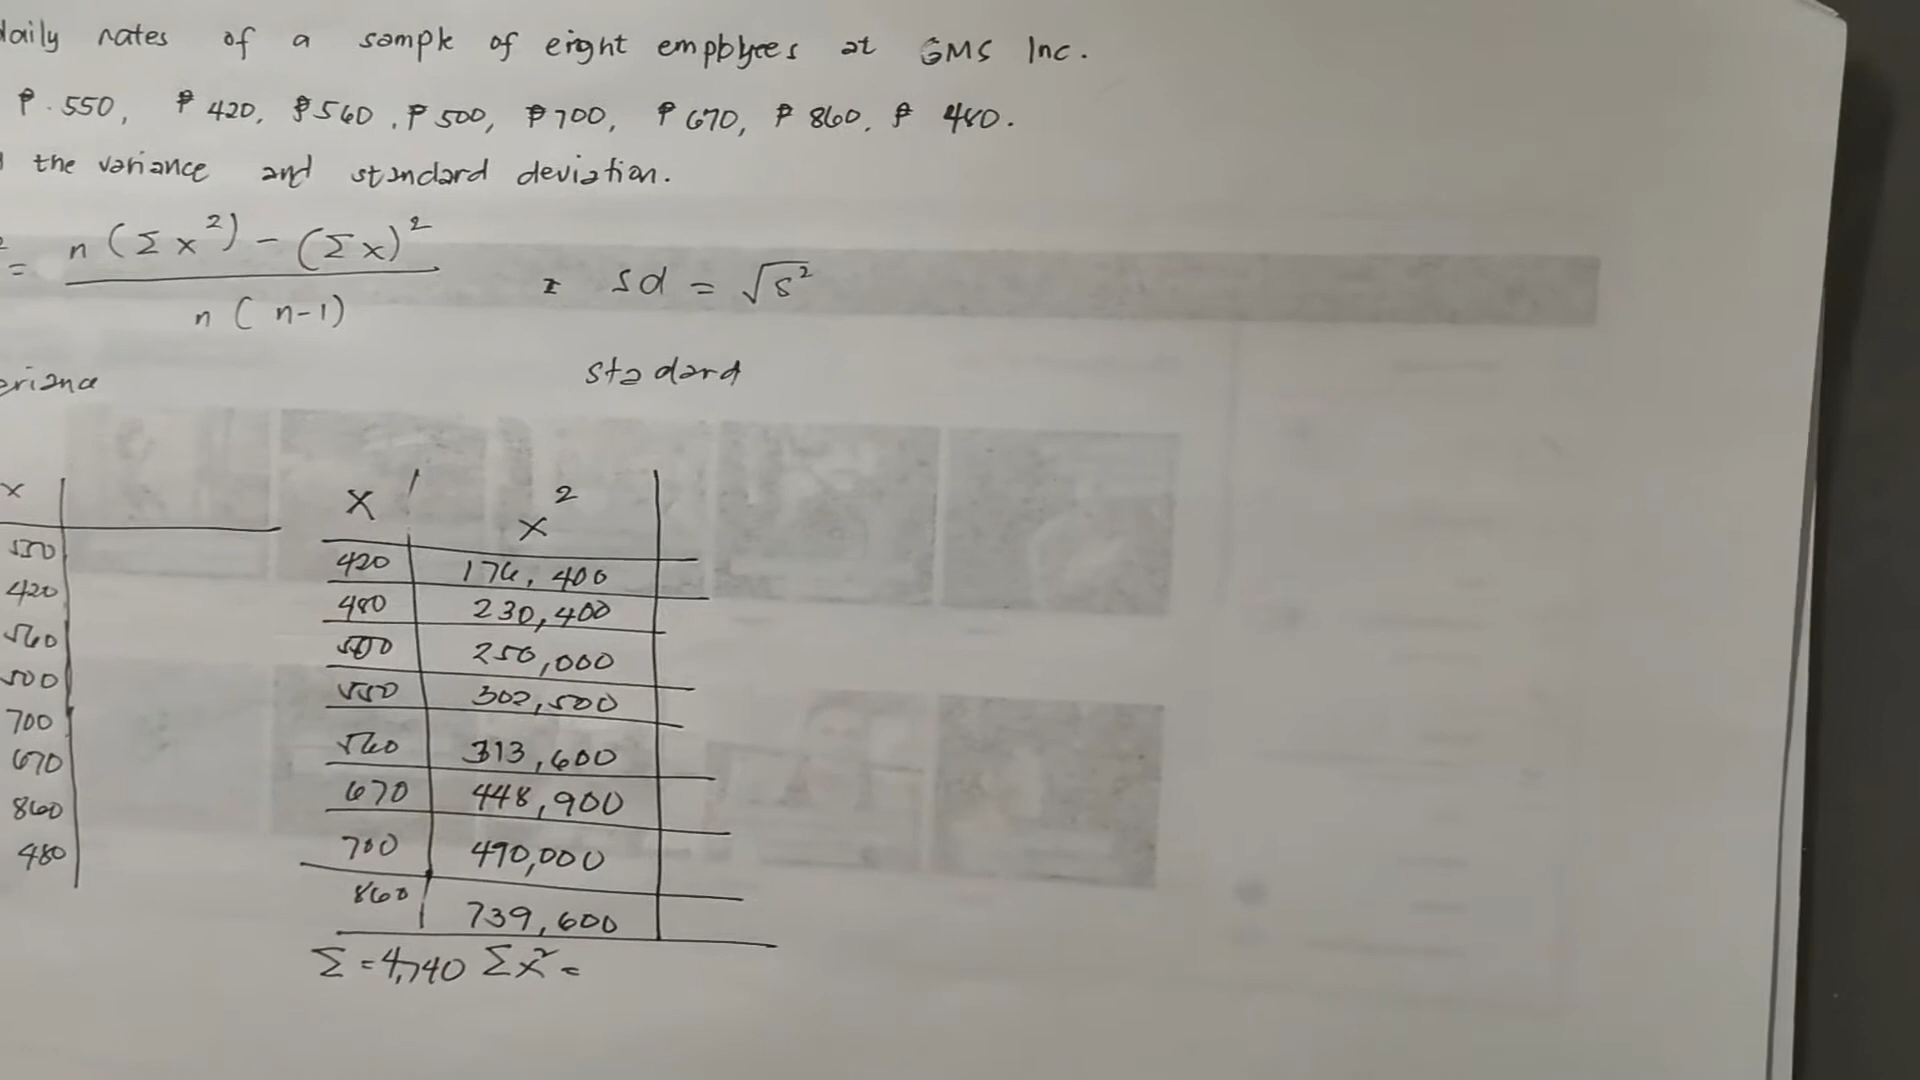 daily rates of a sample of eight employees at GMS Inc.
₱.550, ₱420, ₱560, ₱500, ₱700, ₱670, ₱860, ₱ 480.
the variance and standard deviation.
2 = n(Σx²) - (Σx)²
n(n-1)
sd = √s²
stadard
eriance
x
550
420
560
500
700
670
860
480
X x²
420 176,400
480 230,400
500 250,000
550 302,500
560 313,600
670 448,900
700 490,000
860 739,600
Σ = 4,740 Σx² =